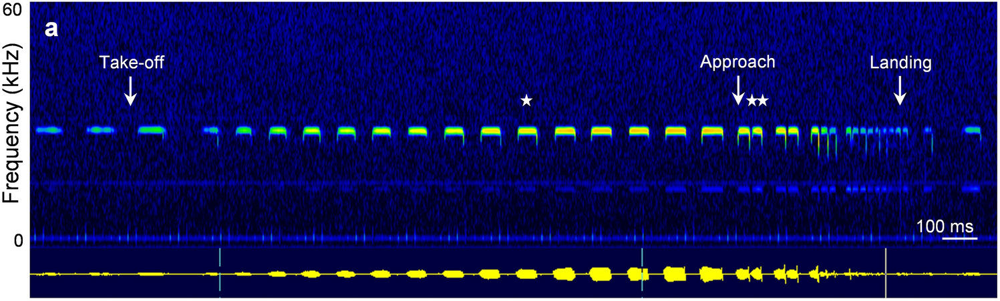 60
a
Take-off
Approach
Landing
Frequency (kHz)
100 ms
0